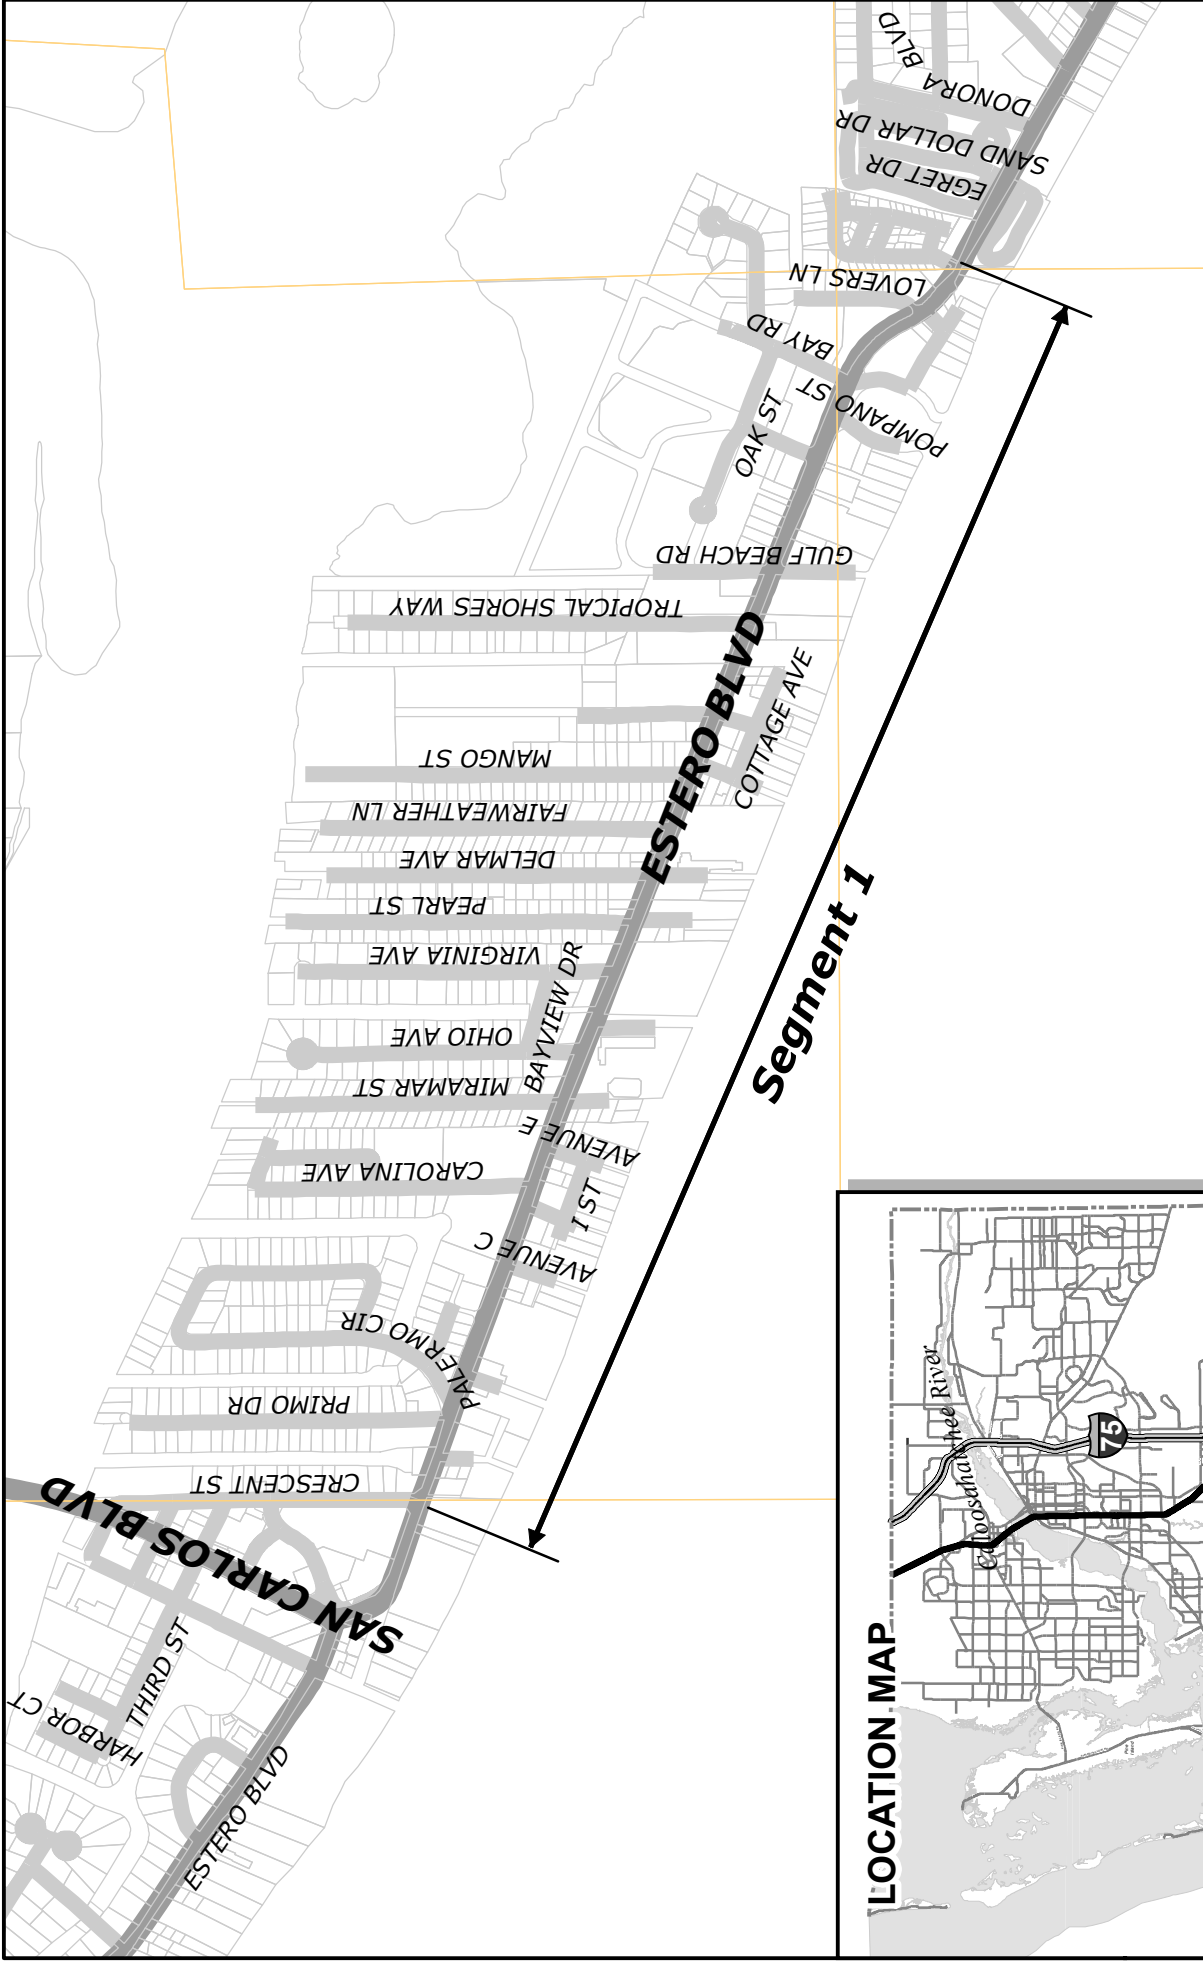 DONORA BLVD
SAND DOLLAR DR
EGRET DR
LOVERS LN
BAY RD
POMPANO ST
OAK ST
GULF BEACH RD
TROPICAL SHORES WAY
ESTERO BLVD
COTTAGE AVE
MANGO ST
FAIRWEATHER LN
DELMAR AVE
PEARL ST
VIRGINIA AVE
BAYVIEW DR
OHIO AVE
MIRAMAR ST
AVENUE E
CAROLINA AVE
I ST
AVENUE C
PALERMO CIR
PRIMO DR
CRESCENT ST
SAN CARLOS BLVD
THIRD ST
HARBOR CT
ESTERO BLVD
Segment 1
LOCATION MAP
Caloosahatchee River
75
Pine
Island